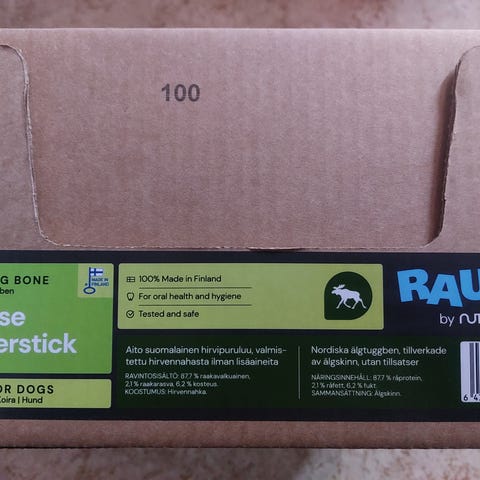 100
G BONE
ben
se
erstick
OR DOGS
Koira | Hund
MADE IN
FINLAND
100% Made in Finland
For oral health and hygiene
Tested and safe
Aito suomalainen hirvipuruluu, valmis-
tettu hirvennahasta ilman lisäaineita
RAVINTOSISÄLTÖ: 87,7 % raakavalkuainen,
2,1 % raakarasva, 6,2 % kosteus.
KOOSTUMUS: Hirvennahka.
Nordiska älgtuggben, tillverkade
av älgskinn, utan tillsatser
NÄRINGSINNEHÅLL: 87,7 % råprotein,
2,1 % råfett, 6,2 % fukt.
SAMMANSÄTTNING: Älgskinn.
RAU
by NUT